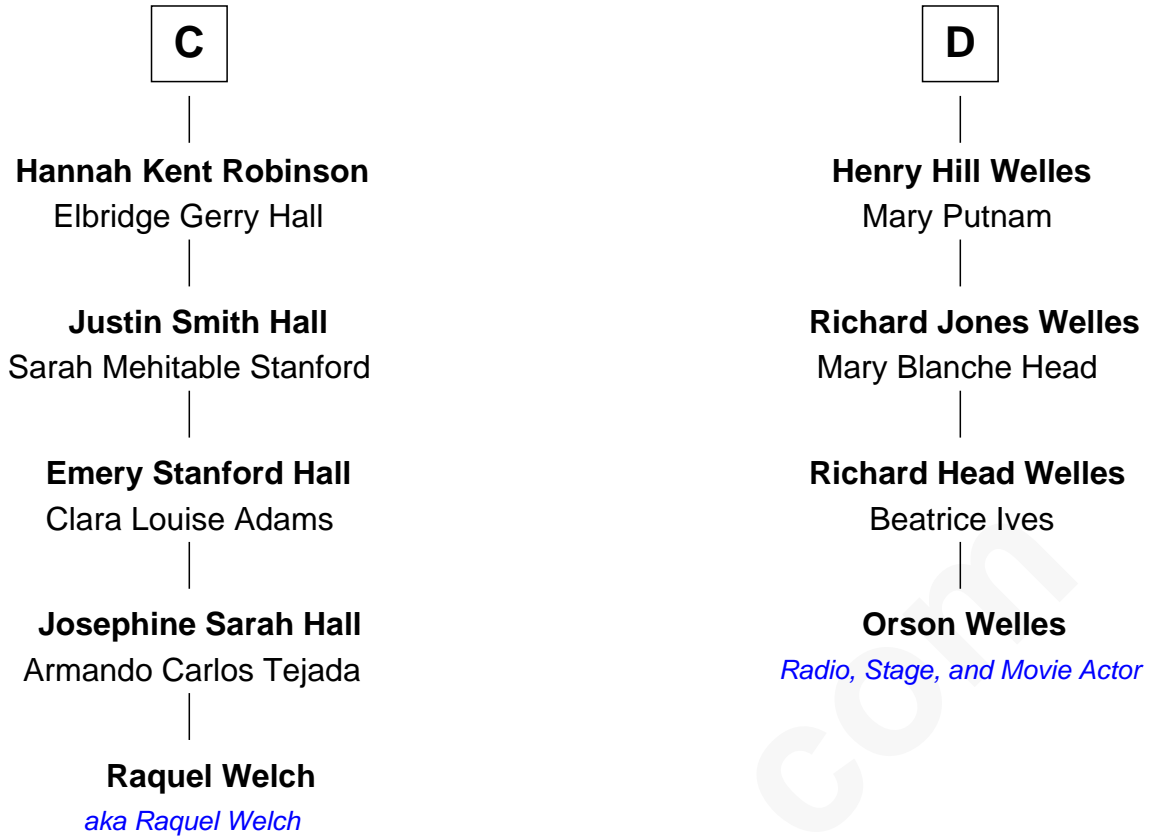 C
Hannah Kent Robinson
Elbridge Gerry Hall
Justin Smith Hall
Sarah Mehitable Stanford
Emery Stanford Hall
Clara Louise Adams
Josephine Sarah Hall
Armando Carlos Tejada
Raquel Welch
aka Raquel Welch
D
Henry Hill Welles
Mary Putnam
Richard Jones Welles
Mary Blanche Head
Richard Head Welles
Beatrice Ives
Orson Welles
Radio, Stage, and Movie Actor
com